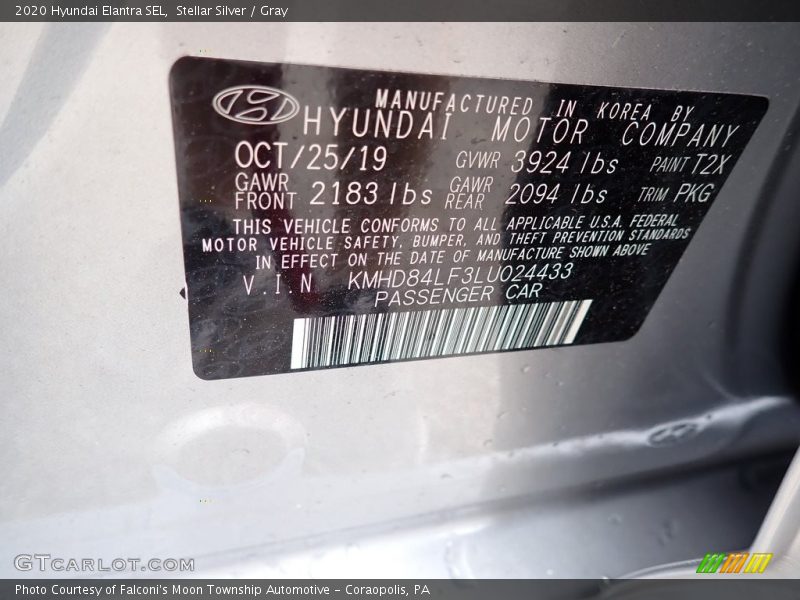 2020 Hyundai Elantra SEL, Stellar Silver / Gray
MANUFACTURED IN KOREA BY
HYUNDAI MOTOR COMPANY
OCT/25/19 GVWR 3924 lbs PAINT T2X
GAWR FRONT 2183 lbs GAWR REAR 2094 lbs TRIM PKG
THIS VEHICLE CONFORMS TO ALL APPLICABLE U.S.A. FEDERAL
MOTOR VEHICLE SAFETY, BUMPER, AND THEFT PREVENTION STANDARDS
IN EFFECT ON THE DATE OF MANUFACTURE SHOWN ABOVE
V.I N KMHD84LF3LU024433
PASSENGER CAR
GTCARLOT.COM
Photo Courtesy of Falconi's Moon Township Automotive - Coraopolis, PA